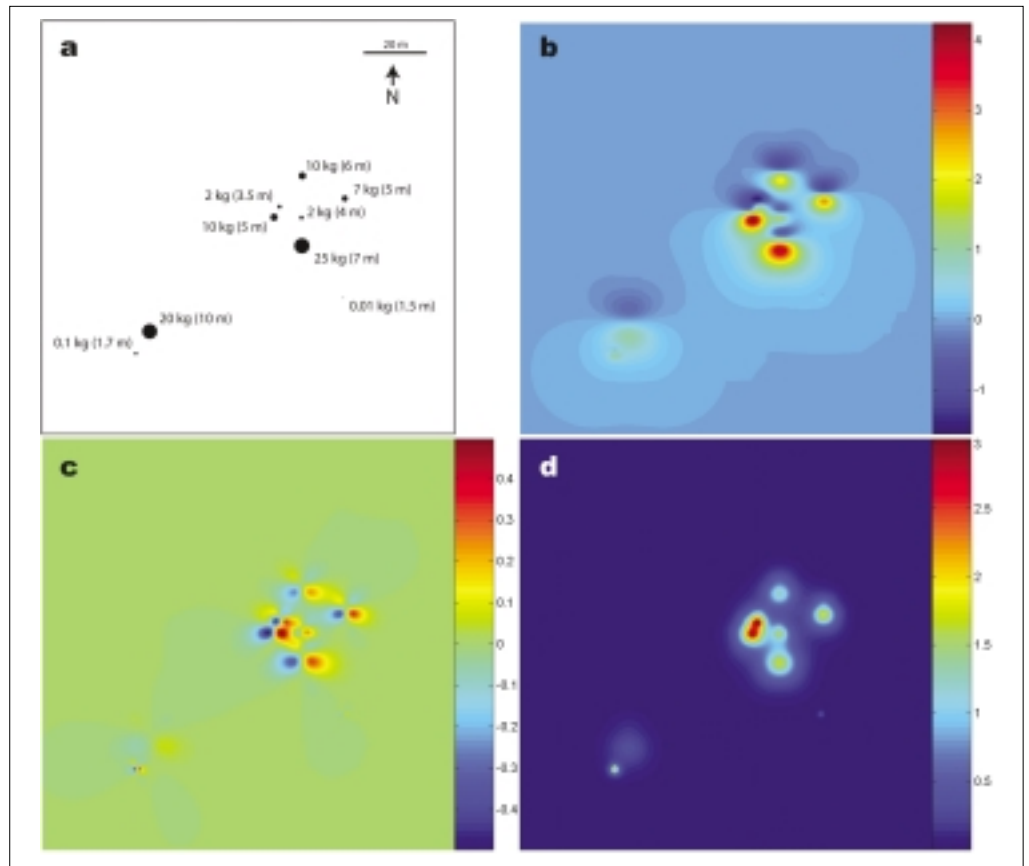 a
20 m
N
10 kg (6 m)
7 kg (5 m)
2 kg (3.5 m)
2 kg (4 m)
10 kg (5 m)
25 kg (7 m)
0.01 kg (1.5 m)
20 kg (10 m)
0.1 kg (1.7 m)
b
4
3
2
1
0
-1
c
0.4
0.3
0.2
0.1
0
-0.1
-0.2
-0.3
-0.4
d
3
2.5
2
1.5
1
0.5